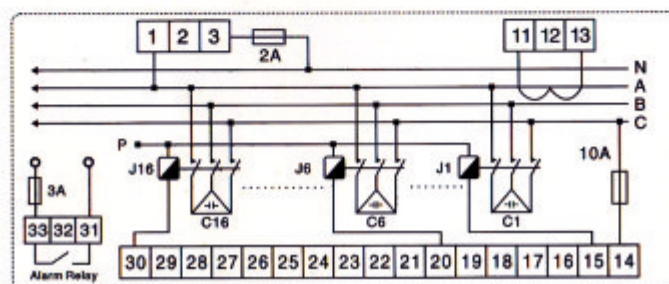 1 2 3
2A
11 12 13
N
A
B
C
P
J16
J6
J1
10A
3A
C16
C6
C1
33 32 31
Alarm Relay
30 29 28 27 26 25 24 23 22 21 20 19 18 17 16 15 14